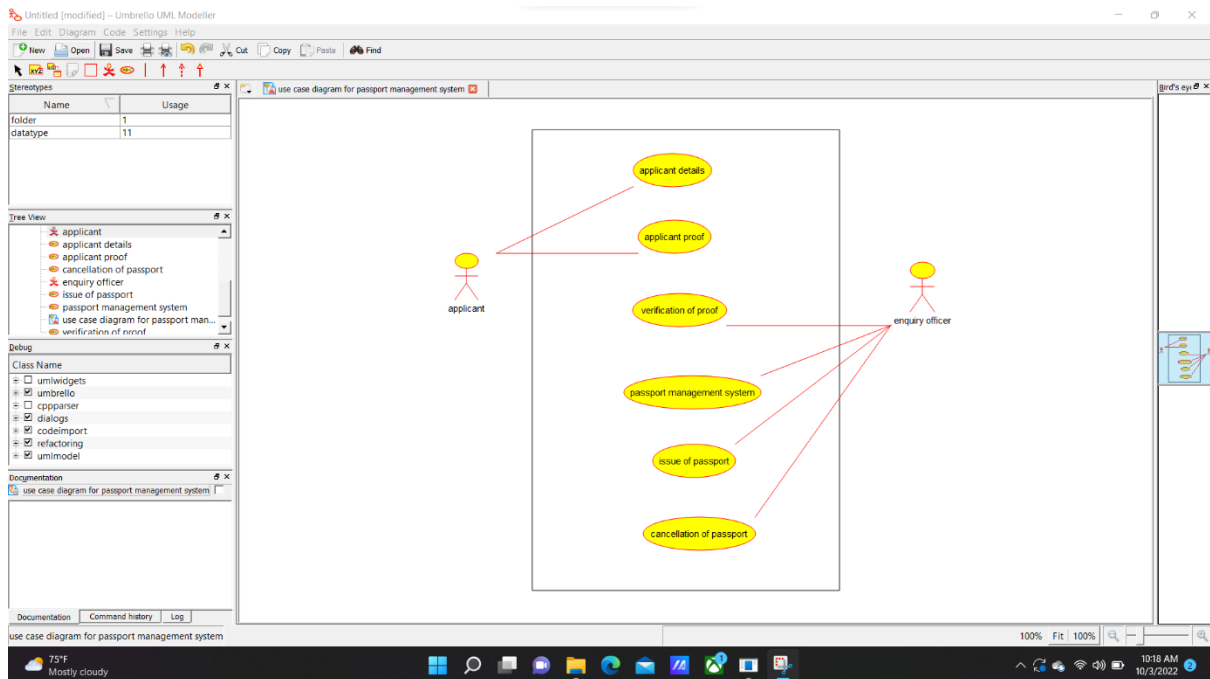 Untitled [modified] – Umbrello UML Modeller
File Edit Diagram Code Settings Help
New Open Save Cut Copy Paste Find
Stereotypes
Name Usage
folder 1
datatype 11
Tree View
applicant
applicant details
applicant proof
cancellation of passport
enquiry officer
issue of passport
passport management system
use case diagram for passport man...
verification of proof
Debug
Class Name
umlwidgets
umbrello
cppparser
dialogs
codeimport
refactoring
umlmodel
Documentation
use case diagram for passport management system
Documentation Command history Log
use case diagram for passport management system
use case diagram for passport management system
applicant details
applicant proof
verification of proof
passport management system
issue of passport
cancellation of passport
applicant
enquiry officer
Bird's eye
100% Fit 100%
75°F
Mostly cloudy
10:18 AM
10/3/2022
2